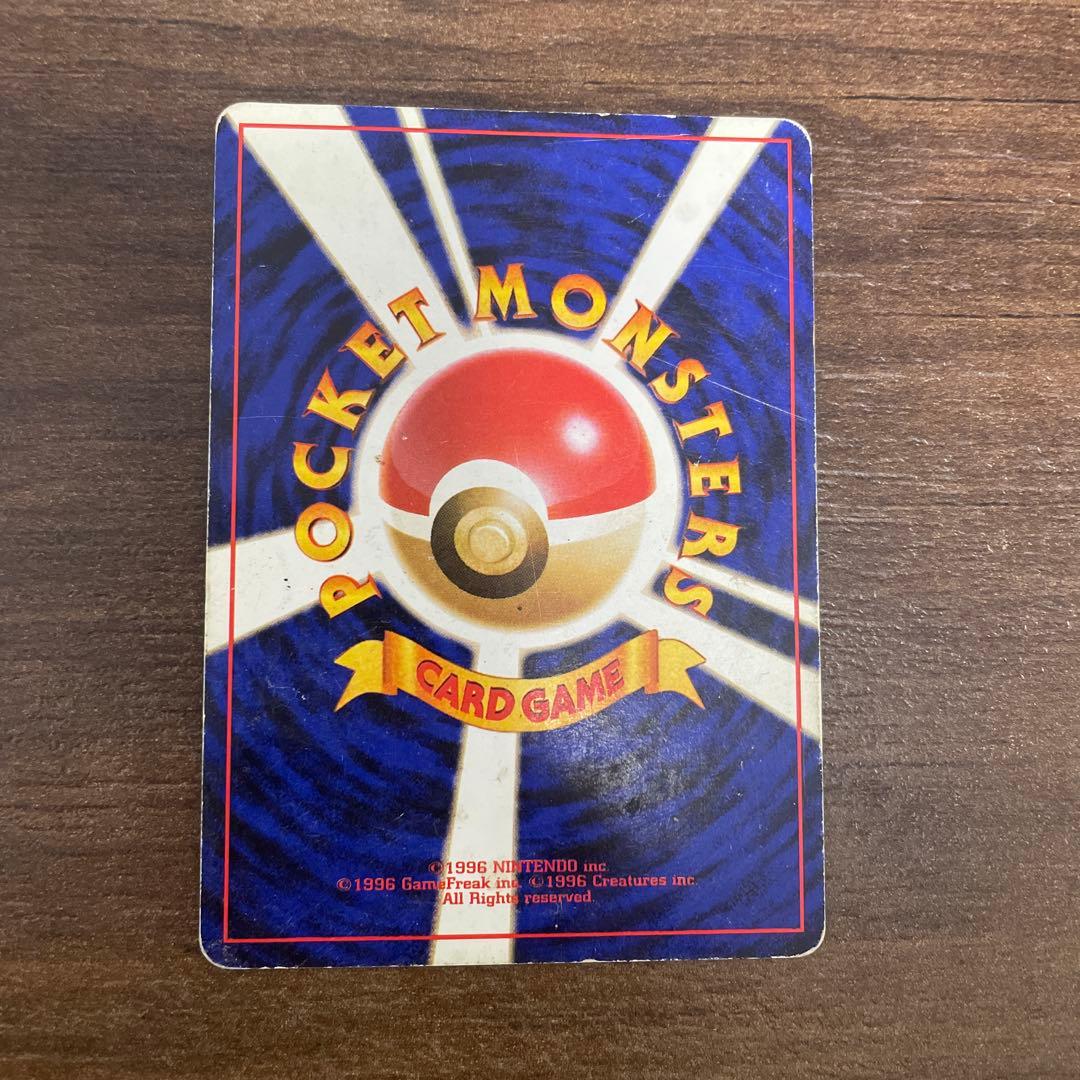 POCKET MONSTERS
CARD GAME
©1996 NINTENDO inc.
©1996 GameFreak inc. ©1996 Creatures inc.
All Rights reserved.